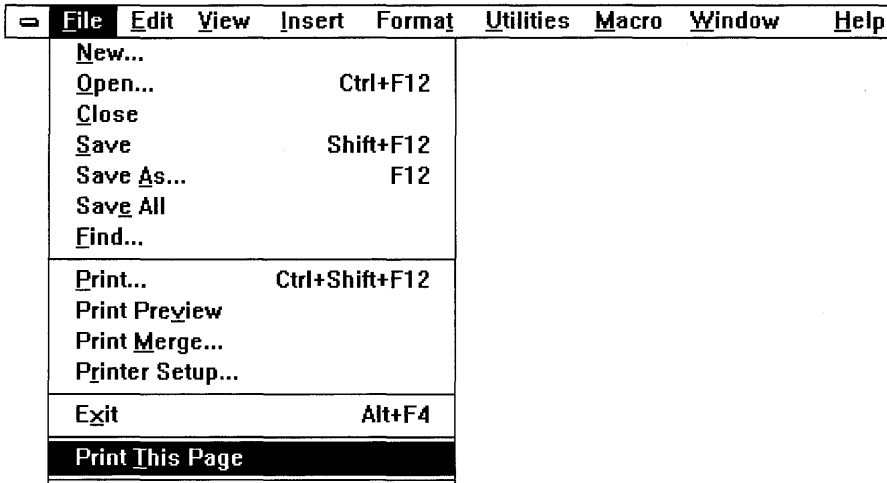 File Edit View Insert Format Utilities Macro Window Help
New...
Open... Ctrl+F12
Close
Save Shift+F12
Save As... F12
Save All
Find...
Print... Ctrl+Shift+F12
Print Preview
Print Merge...
Printer Setup...
Exit Alt+F4
Print This Page